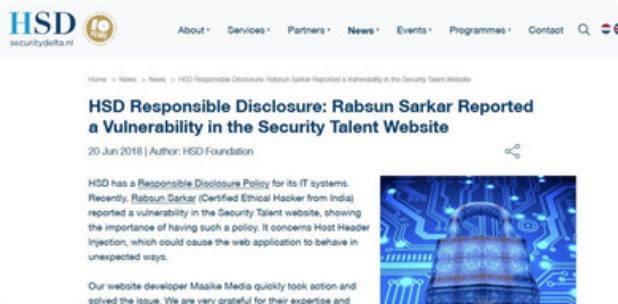 HSD
securitydelta.nl
10
YEARS
About
Services
Partners
News
Events
Programmes
Contact
Home > News > News > HSD Responsible Disclosure: Rabsun Sarkar Reported a Vulnerability in the Security Talent Website
HSD Responsible Disclosure: Rabsun Sarkar Reported
a Vulnerability in the Security Talent Website
20 Jun 2018 | Author: HSD Foundation
HSD has a Responsible Disclosure Policy for its IT systems.
Recently, Rabsun Sarkar (Certified Ethical Hacker from India)
reported a vulnerability in the Security Talent website, showing
the importance of having such a policy. It concerns Host Header
Injection, which could cause the web application to behave in
unexpected ways.
Our website developer Maaike Media quickly took action and
solved the issue. We are very grateful for their expertise and